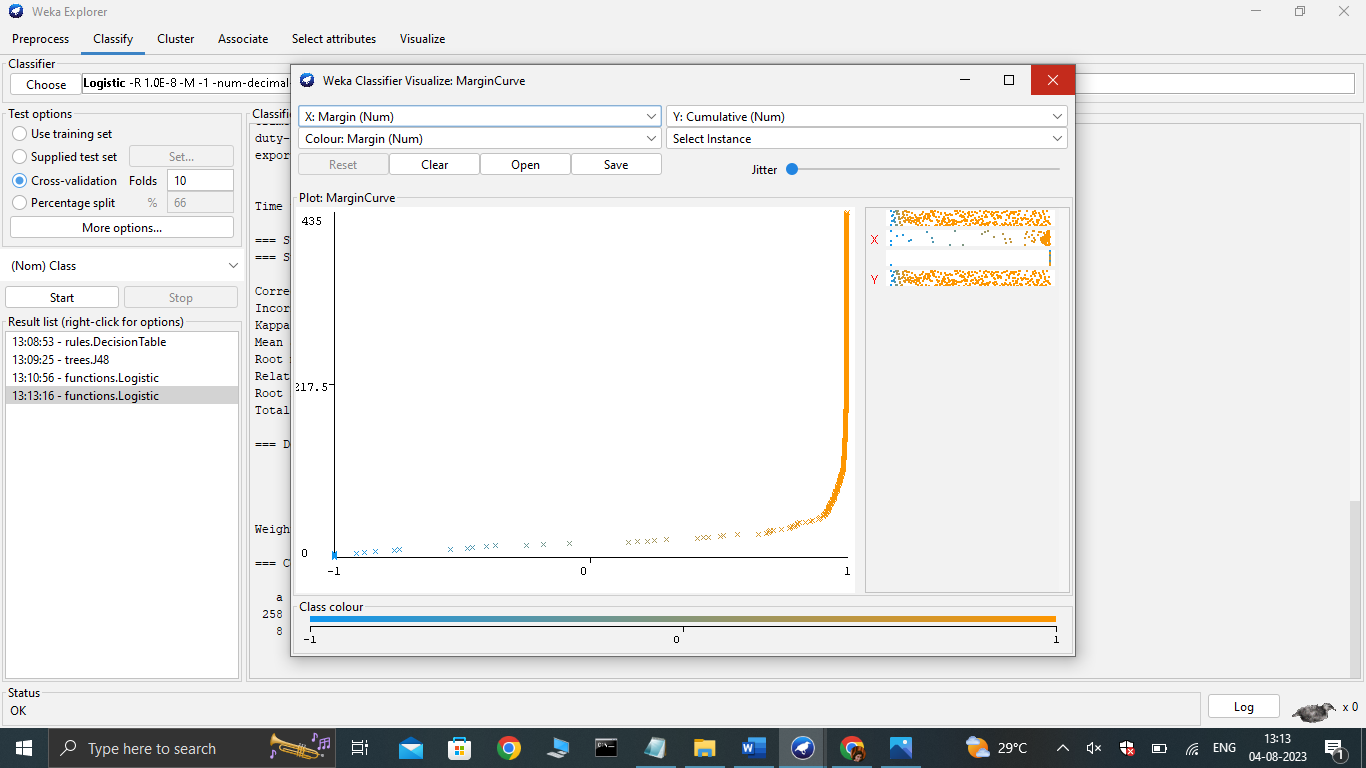 Weka Explorer
Preprocess Classify Cluster Associate Select attributes Visualize
Classifier
Choose Logistic -R 1.0E-8 -M -1 -num-decimal
Test options
Use training set
Supplied test set Set...
Cross-validation Folds 10
Percentage split % 66
More options...
(Nom) Class
Start Stop
Result list (right-click for options)
13:08:53 - rules.DecisionTable
13:09:25 - trees.J48
13:10:56 - functions.Logistic
13:13:16 - functions.Logistic
Classifie
duty-
expor
Time
=== S
=== S
Corre
Incor
Kappa
Mean
Root
Relat
Root
Total
=== D
Weigh
=== C
a
258
8
Weka Classifier Visualize: MarginCurve
X: Margin (Num) Y: Cumulative (Num)
Colour: Margin (Num) Select Instance
Reset Clear Open Save Jitter
Plot: MarginCurve
435
217.5
0
-1 0 1
X
Y
Class colour
-1 0 1
Status
OK
Log x 0
Type here to search
29°C ENG 13:13
04-08-2023
1